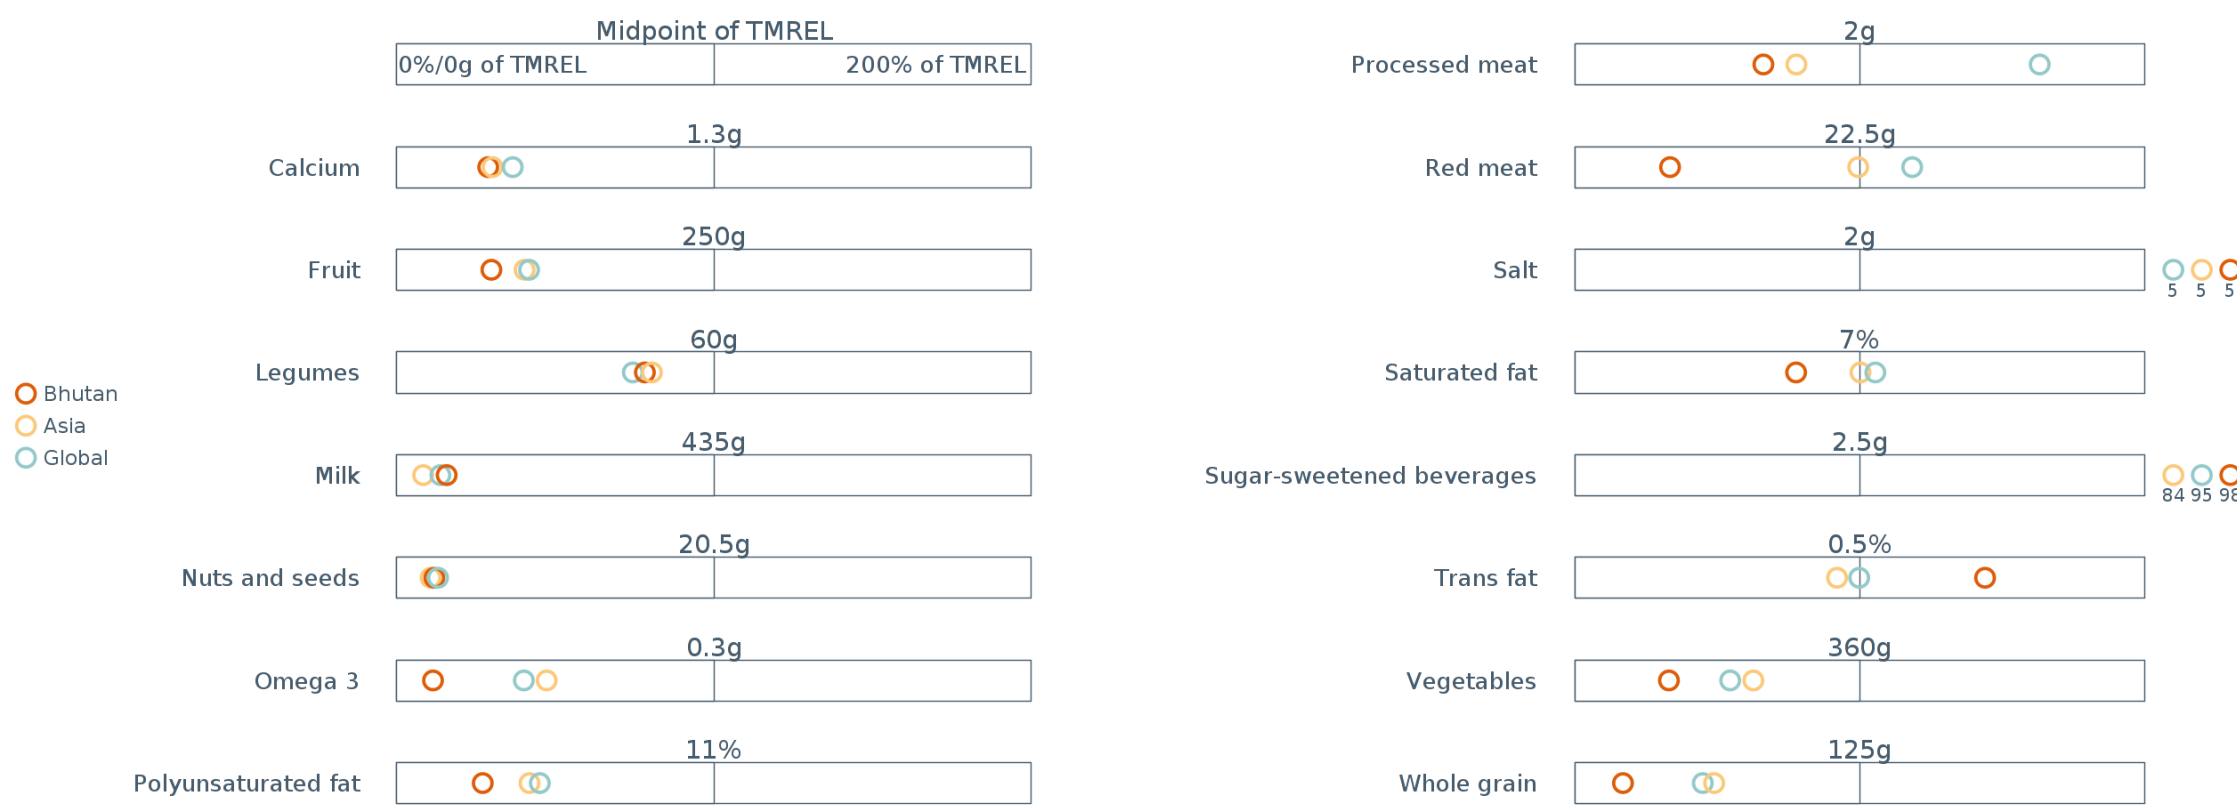 Midpoint of TMREL
0%/0g of TMREL
200% of TMREL
Calcium
1.3g
Fruit
250g
Legumes
60g
Milk
435g
Nuts and seeds
20.5g
Omega 3
0.3g
Polyunsaturated fat
11%
Bhutan
Asia
Global
Processed meat
2g
Red meat
22.5g
Salt
2g
5 5 5
Saturated fat
7%
Sugar-sweetened beverages
2.5g
84 95 98
Trans fat
0.5%
Vegetables
360g
Whole grain
125g